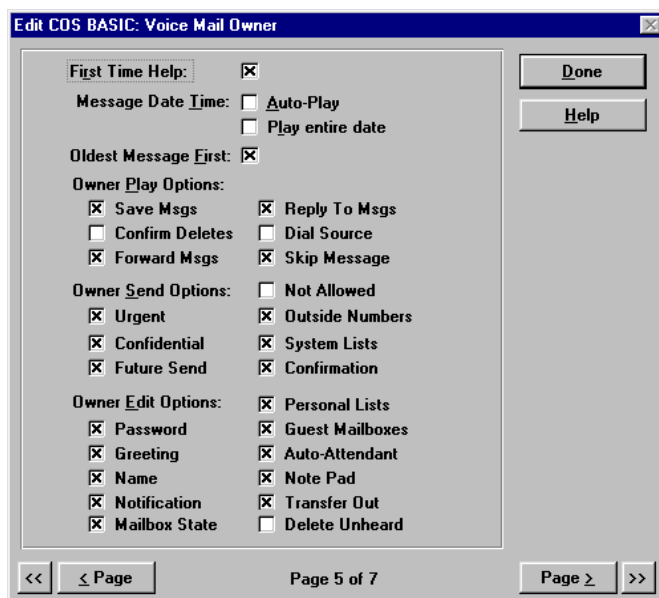 Edit COS BASIC: Voice Mail Owner
First Time Help:
Done
Message Date Time: Auto-Play
Help
Play entire date
Oldest Message First:
Owner Play Options:
Save Msgs Reply To Msgs
Confirm Deletes Dial Source
Forward Msgs Skip Message
Owner Send Options: Not Allowed
Urgent Outside Numbers
Confidential System Lists
Future Send Confirmation
Owner Edit Options: Personal Lists
Password Guest Mailboxes
Greeting Auto-Attendant
Name Note Pad
Notification Transfer Out
Mailbox State Delete Unheard
<< < Page Page 5 of 7 Page > >>